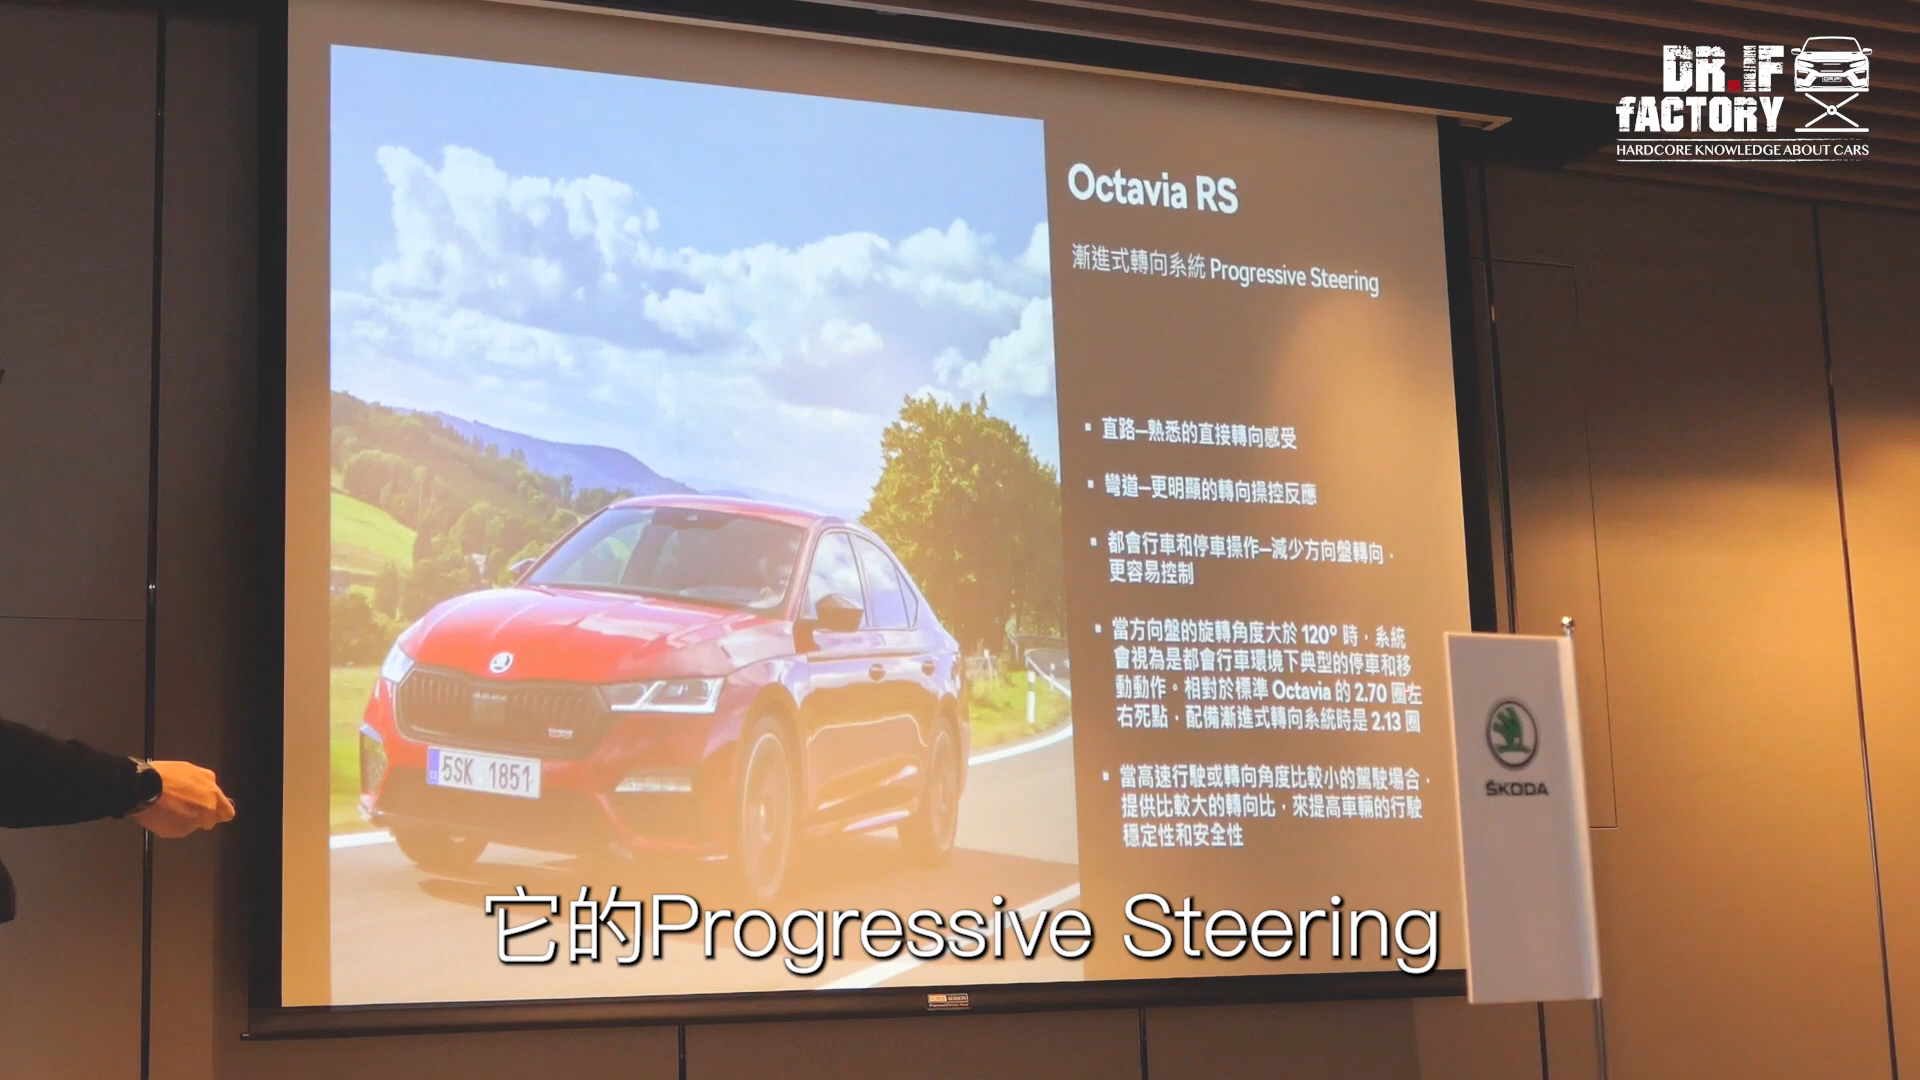 DR.IF
fACTORY
HARDCORE KNOWLEDGE ABOUT CARS
Octavia RS
漸進式轉向系統 Progressive Steering
▪ 直路—熟悉的直接轉向感受
▪ 彎道—更明顯的轉向操控反應
▪ 都會行車和停車操作—減少方向盤轉向，
更容易控制
▪ 當方向盤的旋轉角度大於 120° 時，系統
會視為是都會行車環境下典型的停車和移
動動作。相對於標準 Octavia 的 2.70 圈左
右死點，配備漸進式轉向系統時是 2.13 圈
▪ 當高速行駛或轉向角度比較小的駕駛場合，
提供比較大的轉向比，來提高車輛的行駛
穩定性和安全性
5SK 1851
ŠKODA
它的Progressive Steering